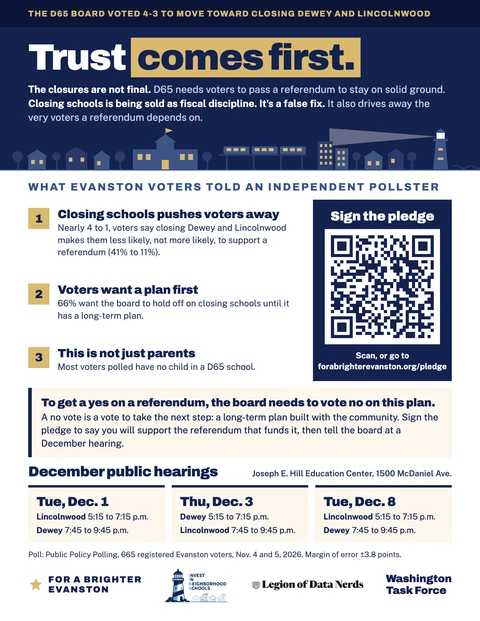 THE D65 BOARD VOTED 4-3 TO MOVE TOWARD CLOSING DEWEY AND LINCOLNWOOD
Trust comes first.
The closures are not final. D65 needs voters to pass a referendum to stay on solid ground.
Closing schools is being sold as fiscal discipline. It's a false fix. It also drives away the
very voters a referendum depends on.
WHAT EVANSTON VOTERS TOLD AN INDEPENDENT POLLSTER
1
Closing schools pushes voters away
Nearly 4 to 1, voters say closing Dewey and Lincolnwood
makes them less likely, not more likely, to support a
referendum (41% to 11%).
2
Voters want a plan first
66% want the board to hold off on closing schools until it
has a long-term plan.
3
This is not just parents
Most voters polled have no child in a D65 school.
Sign the pledge
Scan, or go to
forabrighterevanston.org/pledge
To get a yes on a referendum, the board needs to vote no on this plan.
A no vote is a vote to take the next step: a long-term plan built with the community. Sign the
pledge to say you will support the referendum that funds it, then tell the board at a
December hearing.
December public hearings
Joseph E. Hill Education Center, 1500 McDaniel Ave.
Tue, Dec. 1
Lincolnwood 5:15 to 7:15 p.m.
Dewey 7:45 to 9:45 p.m.
Thu, Dec. 3
Dewey 5:15 to 7:15 p.m.
Lincolnwood 7:45 to 9:45 p.m.
Tue, Dec. 8
Lincolnwood 5:15 to 7:15 p.m.
Dewey 7:45 to 9:45 p.m.
Poll: Public Policy Polling, 665 registered Evanston voters, Nov. 4 and 5, 2026. Margin of error ±3.8 points.
FOR A BRIGHTER
EVANSTON
INVEST
IN
NEIGHBORHOOD
SCHOOLS
Legion of Data Nerds
Washington
Task Force